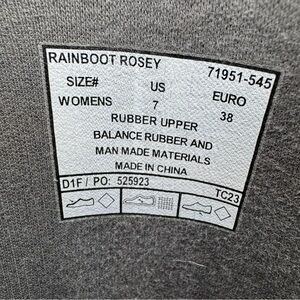 RAINBOOT ROSEY 71951-545
SIZE# US EURO
WOMENS 7 38
RUBBER UPPER
BALANCE RUBBER AND
MAN MADE MATERIALS
MADE IN CHINA
D1F / PO: 525923 TC23